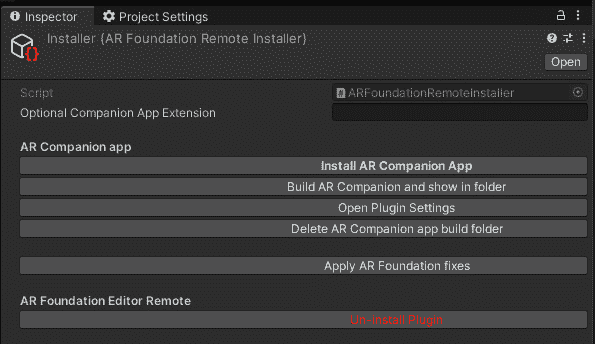 Inspector
Project Settings
Installer (AR Foundation Remote Installer)
Open
Script
ARFoundationRemoteInstaller
Optional Companion App Extension
AR Companion app
Install AR Companion App
Build AR Companion and show in folder
Open Plugin Settings
Delete AR Companion app build folder
Apply AR Foundation fixes
AR Foundation Editor Remote
Un-install Plugin